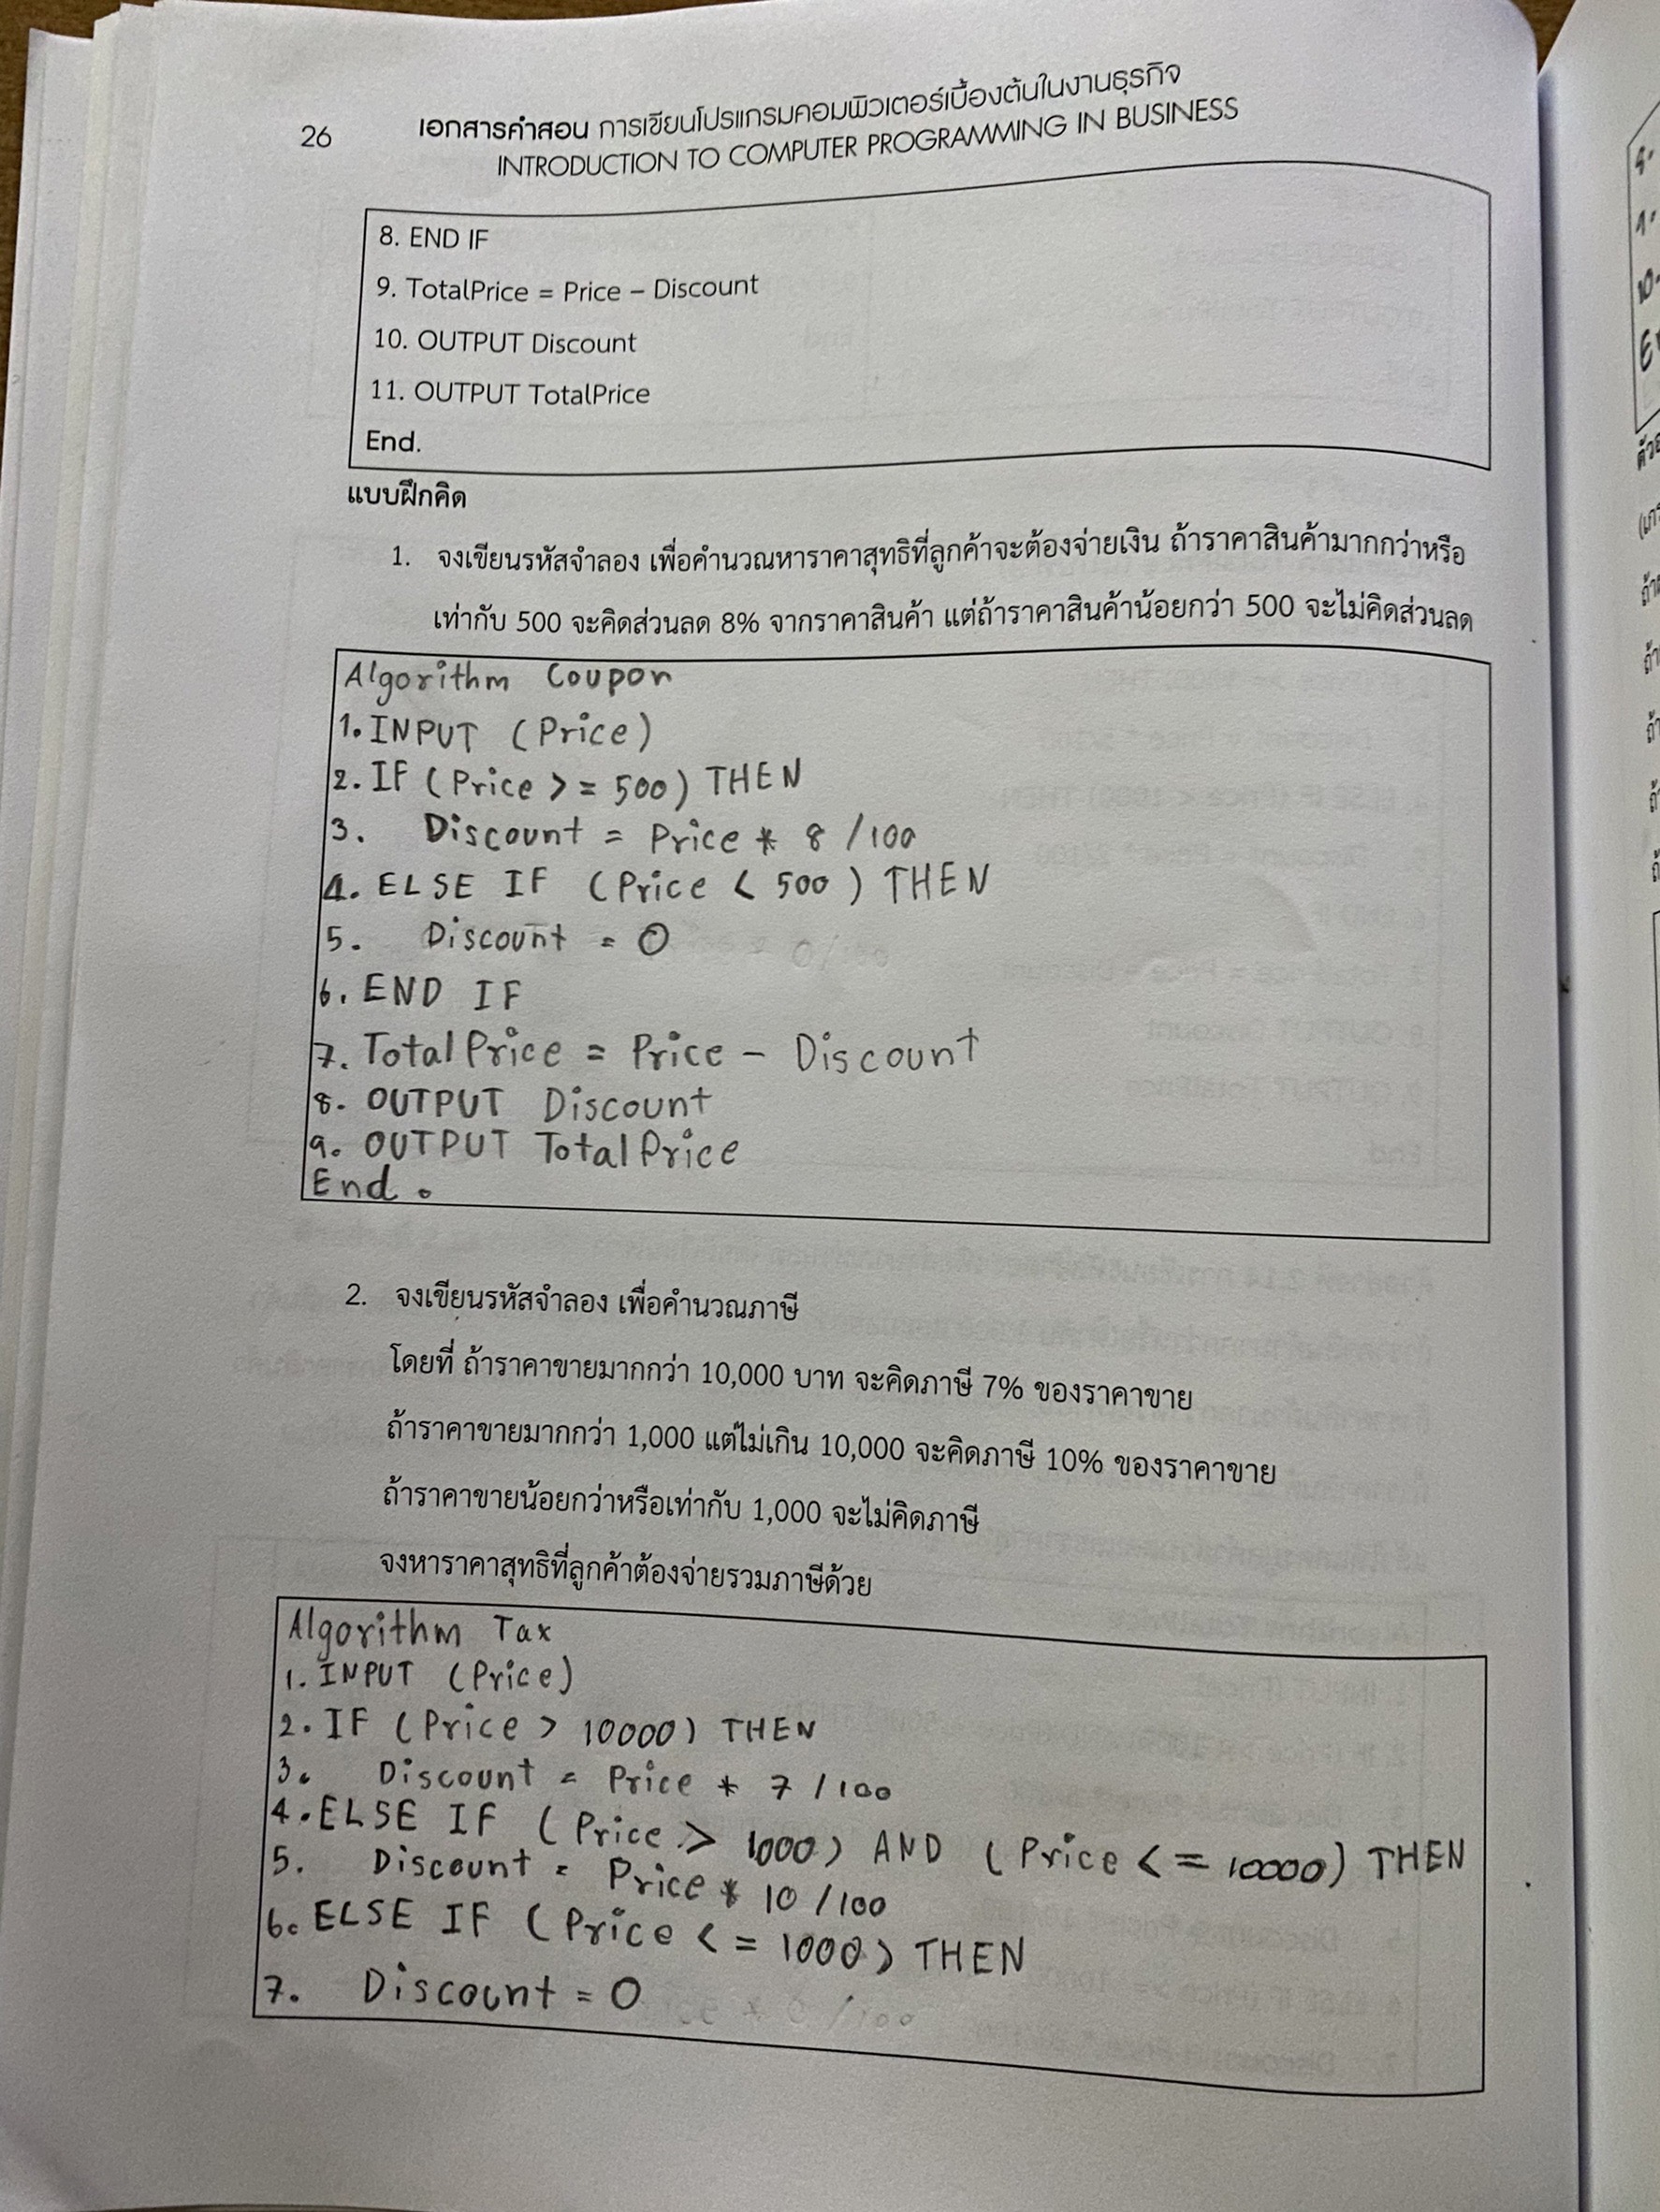 26
เอกสารคำสอน การเขียนโปรแกรมคอมพิวเตอร์เบื้องต้นในงานธุรกิจ
INTRODUCTION TO COMPUTER PROGRAMMING IN BUSINESS
8. END IF
9. TotalPrice = Price – Discount
10. OUTPUT Discount
11. OUTPUT TotalPrice
End.
แบบฝึกคิด
1. จงเขียนรหัสจำลอง เพื่อคำนวณหาราคาสุทธิที่ลูกค้าจะต้องจ่ายเงิน ถ้าราคาสินค้ามากกว่าหรือ
เท่ากับ 500 จะคิดส่วนลด 8% จากราคาสินค้า แต่ถ้าราคาสินค้าน้อยกว่า 500 จะไม่คิดส่วนลด
Algorithm Coupon
1. INPUT (Price)
2. IF (Price >= 500) THEN
3. Discount = Price * 8 /100
4. ELSE IF (Price < 500) THEN
5. Discount = 0
6. END IF
7. TotalPrice = Price - Discount
8. OUTPUT Discount
9. OUTPUT TotalPrice
End.
2. จงเขียนรหัสจำลอง เพื่อคำนวณภาษี
โดยที่ ถ้าราคาขายมากกว่า 10,000 บาท จะคิดภาษี 7% ของราคาขาย
ถ้าราคาขายมากกว่า 1,000 แต่ไม่เกิน 10,000 จะคิดภาษี 10% ของราคาขาย
ถ้าราคาขายน้อยกว่าหรือเท่ากับ 1,000 จะไม่คิดภาษี
จงหาราคาสุทธิที่ลูกค้าต้องจ่ายรวมภาษีด้วย
Algorithm Tax
1. INPUT (Price)
2. IF (Price > 10000) THEN
3. Discount = Price * 7 / 100
4. ELSE IF (Price > 1000) AND (Price <= 10000) THEN
5. Discount = Price * 10 /100
6. ELSE IF (Price <= 1000) THEN
7. Discount = 0